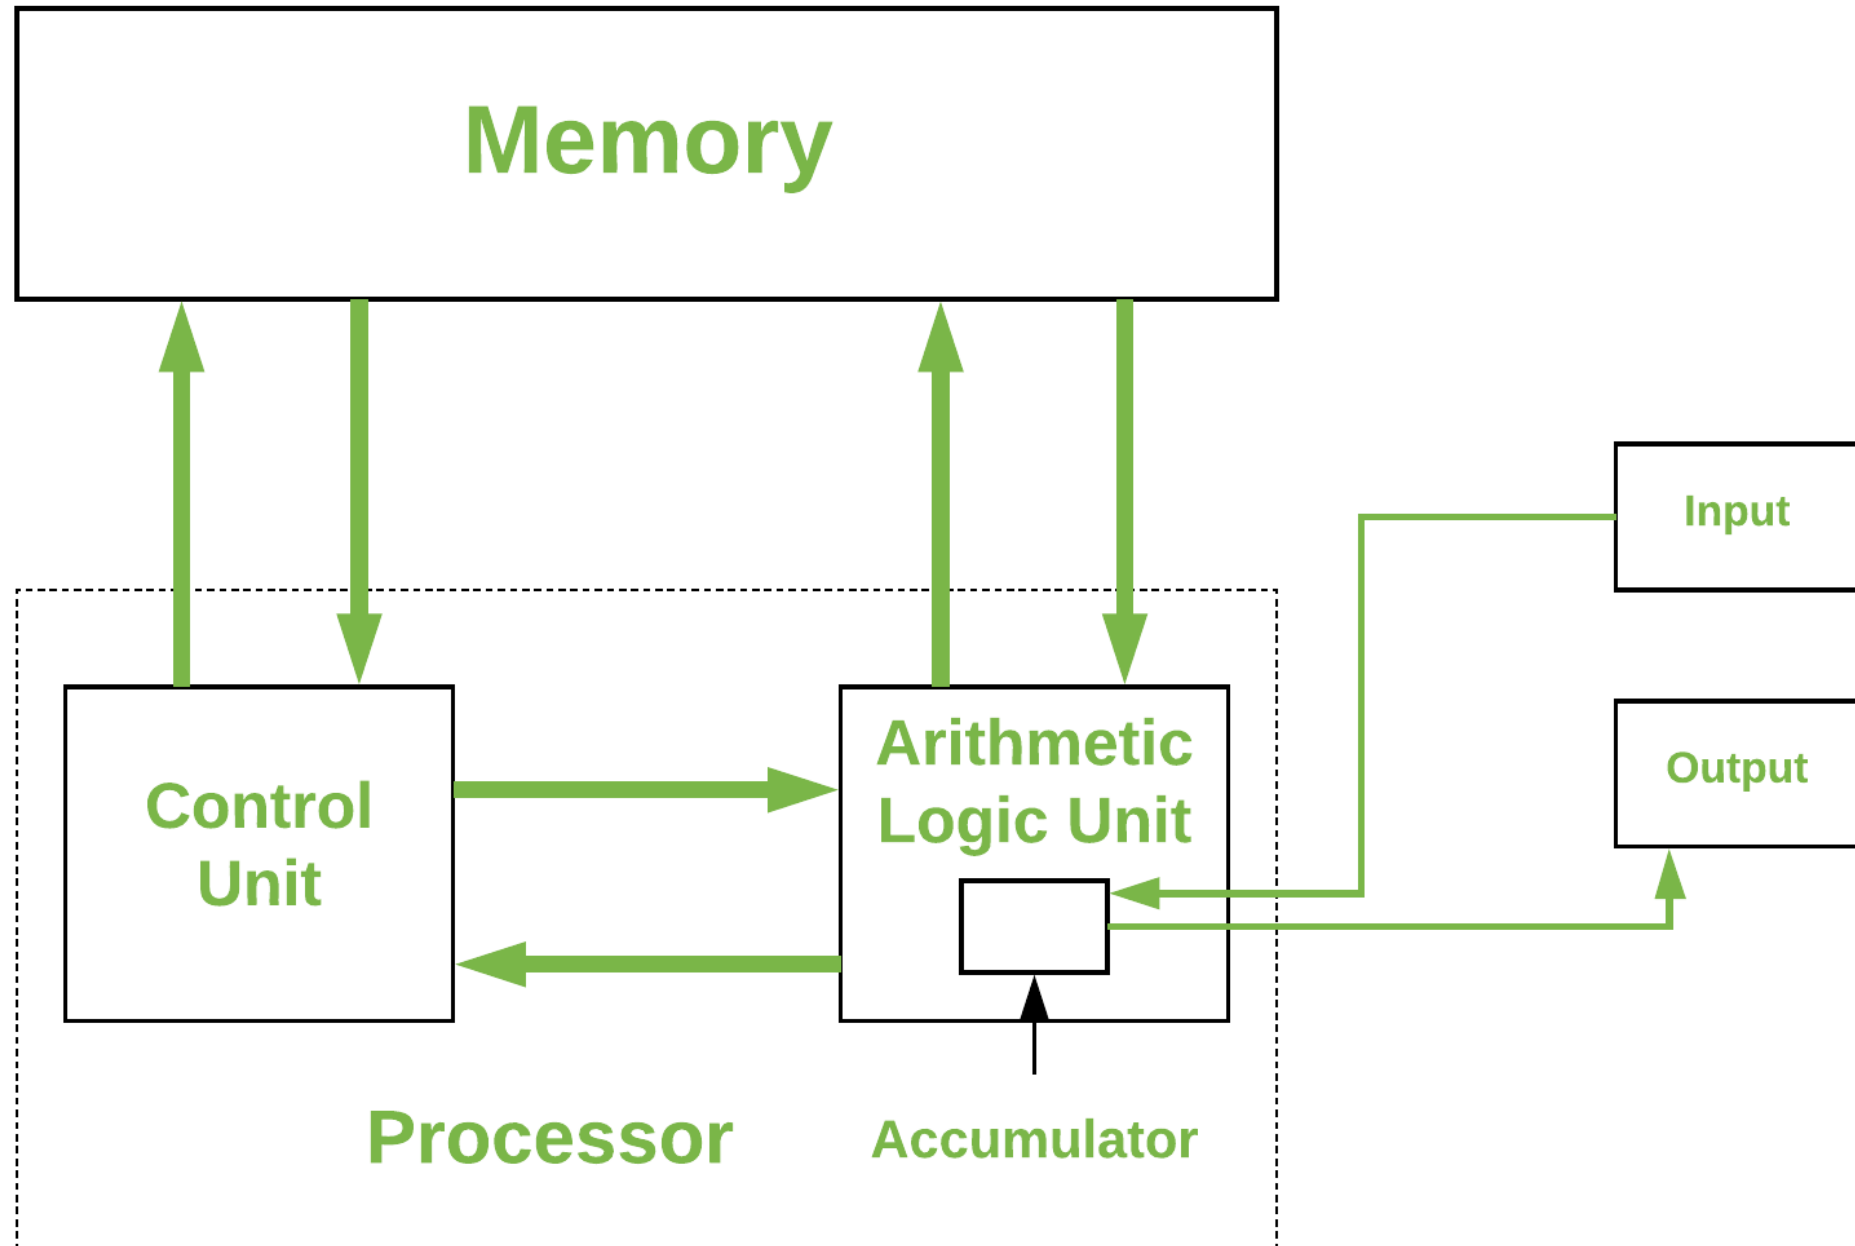 Memory
Input
Output
Control
Unit
Arithmetic
Logic Unit
Processor
Accumulator